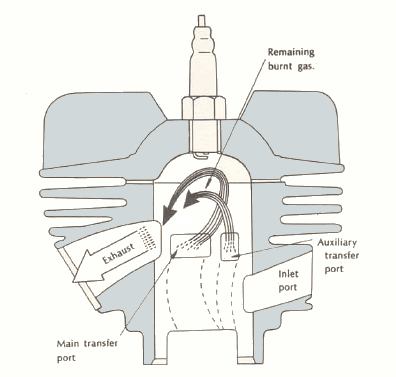 Remaining
burnt gas.
Auxiliary
transfer
port
Exhaust
Inlet
port
Main transfer
port